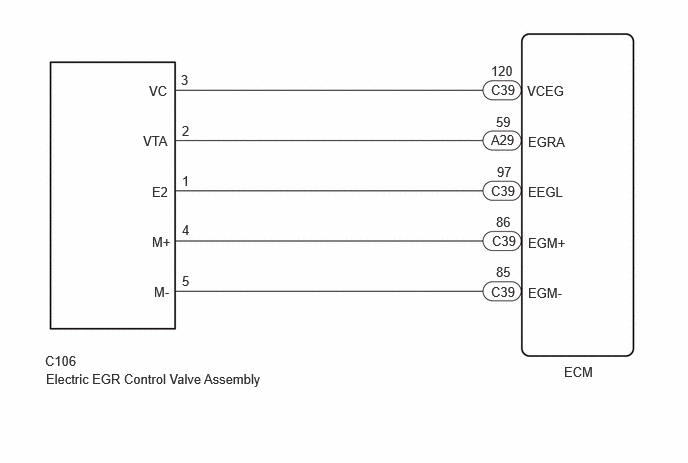 120
3
VC
C39
VCEG
59
2
VTA
A29
EGRA
97
1
E2
C39
EEGL
86
4
M+
C39
EGM+
85
5
M-
C39
EGM-
C106
Electric EGR Control Valve Assembly
ECM